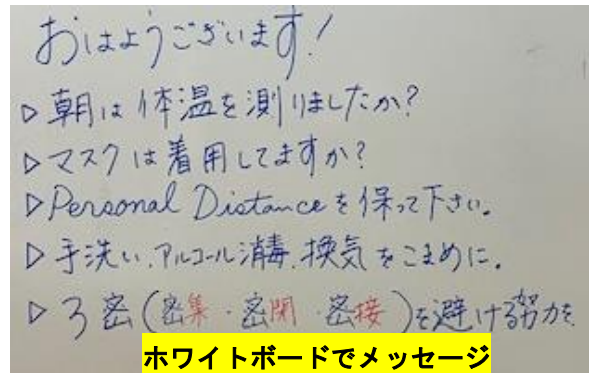 おはようございます!
▷朝は体温を測りましたか?
▷マスクは着用してますか?
▷Personal Distanceを保って下さい。
▷手洗い、アルコール消毒、換気をこまめに。
▷3密(密集・密閉・密接)を避ける努力を
ホワイトボードでメッセージ